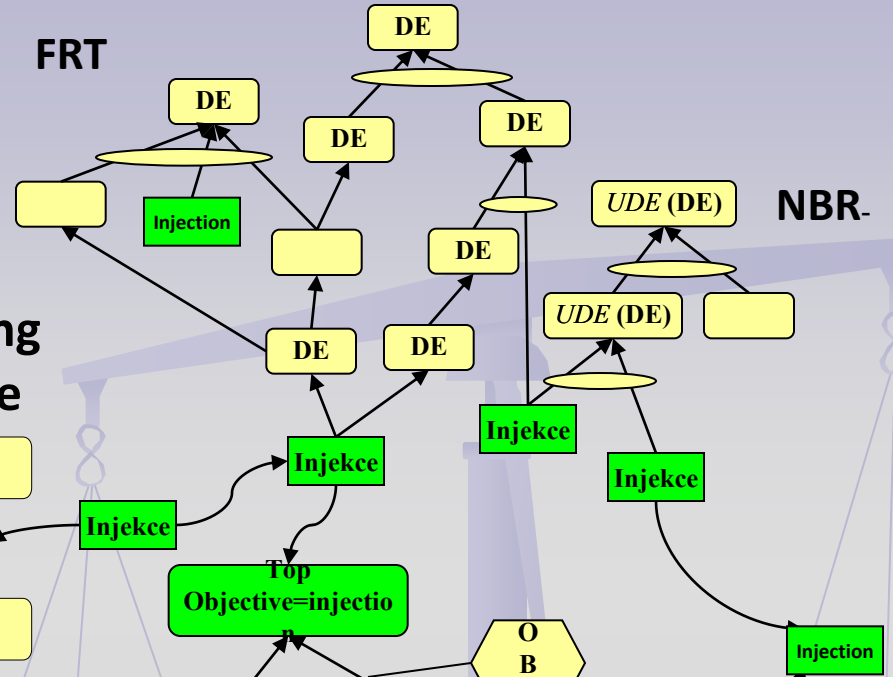 DE
FRT
DE
DE
DE
UDE (DE)
NBR-
Injection
DE
UDE (DE)
ng
DE
DE
e
Injekce
Injekce
Injekce
Injekce
Top
Objective=injectio
n
O
B
Injection